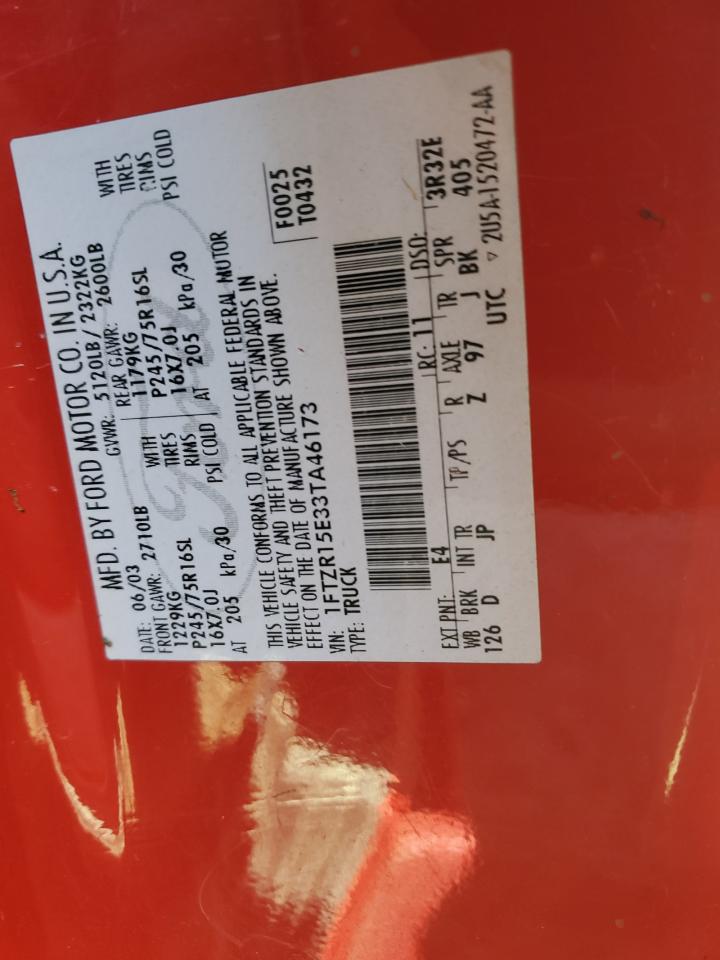 MFD. BY FORD MOTOR CO. IN U.S.A.
DATE: 06/03 GVWR: 5120LB / 2322KG
FRONT GAWR: 2710LB REAR GAWR: 2600LB
1229KG WITH 1179KG WITH
P245/75R16SL TIRES P245/75R16SL TIRES
16X7.0J RIMS 16X7.0J RIMS
AT 205 kPa/30 PSI COLD AT 205 kPa/30 PSI COLD
THIS VEHICLE CONFORMS TO ALL APPLICABLE FEDERAL MOTOR
VEHICLE SAFETY AND THEFT PREVENTION STANDARDS IN
EFFECT ON THE DATE OF MANUFACTURE SHOWN ABOVE.
VIN: 1FTZR15E33TA46173 F0025
TYPE: TRUCK T0432
EXT PNT: E4 RC: 11 DSO: 3R32E
WB BRK INT TR TP/PS R AXLE TR SPR
126 D JP Z 97 J BK 405
UTC ▽ 2U5A-1520472-AA